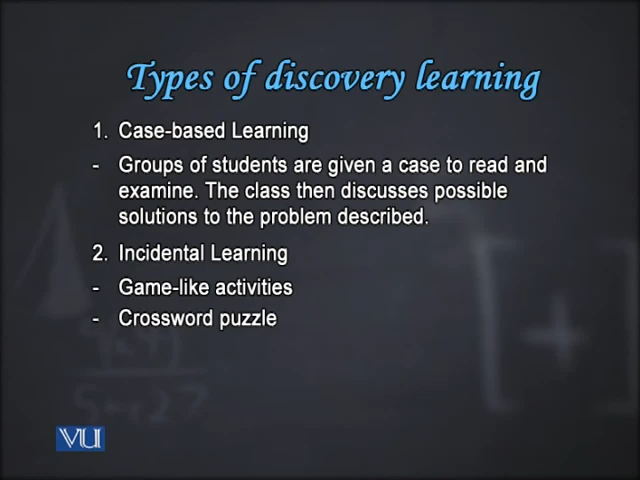 Types of discovery learning
1. Case-based Learning
- Groups of students are given a case to read and
examine. The class then discusses possible
solutions to the problem described.
2. Incidental Learning
- Game-like activities
- Crossword puzzle
VU